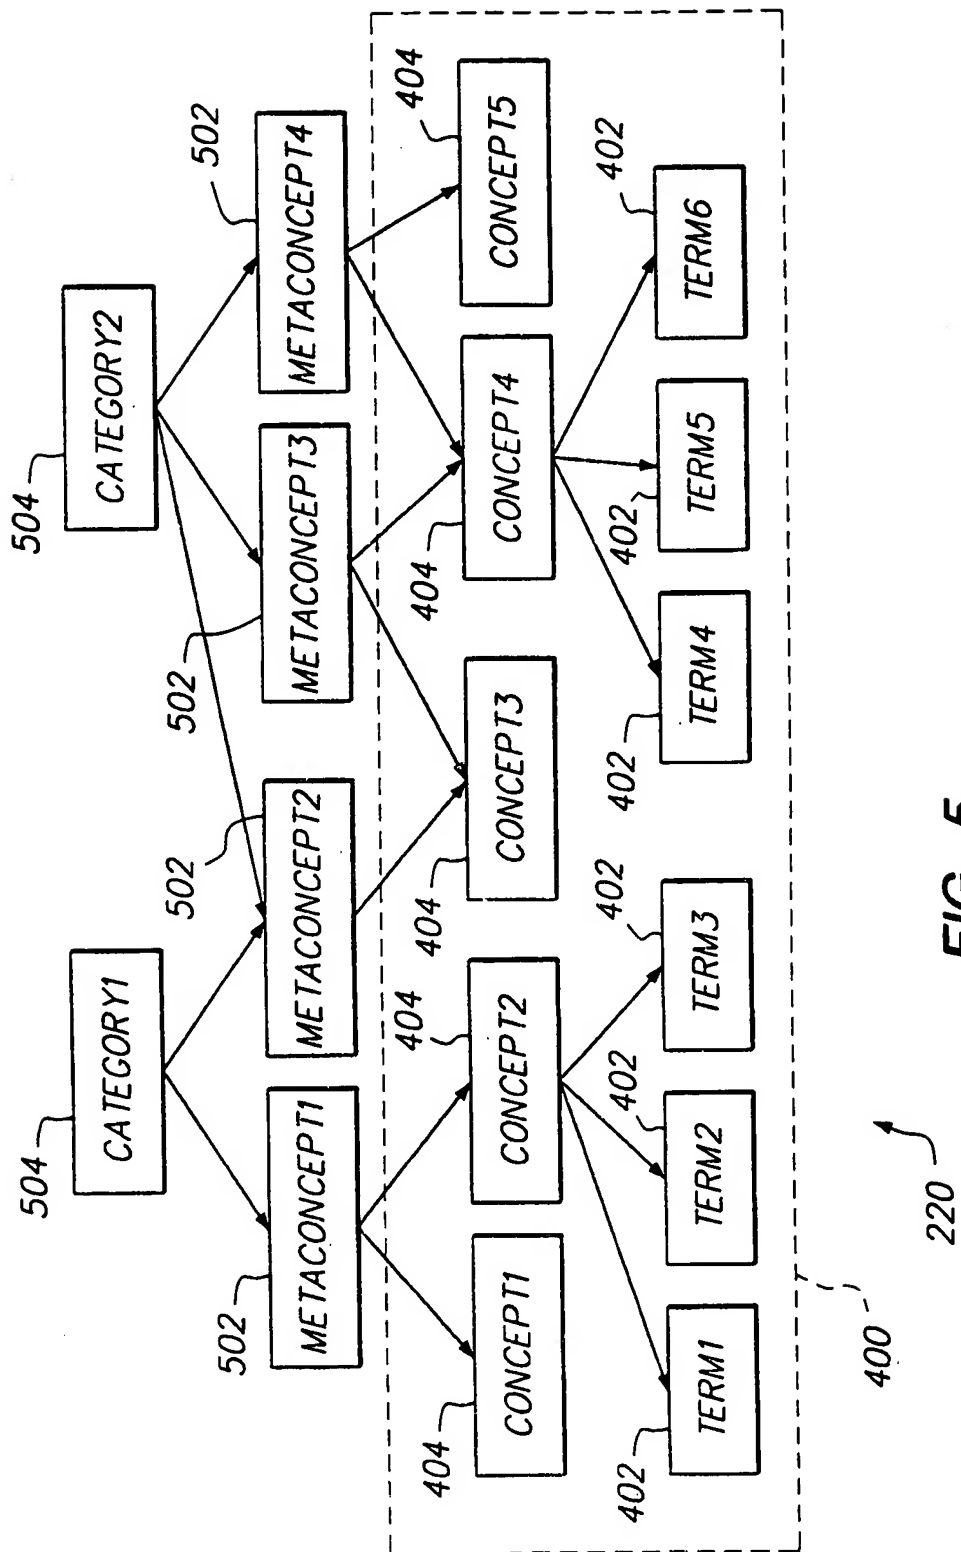 504
CATEGORY1
504
CATEGORY2
502
METACONCEPT1
502
METACONCEPT2
502
METACONCEPT3
502
METACONCEPT4
404
CONCEPT1
404
CONCEPT2
404
CONCEPT3
404
CONCEPT4
404
CONCEPT5
402
TERM1
402
TERM2
402
TERM3
402
TERM4
402
TERM5
402
TERM6
400
220
FIG. 5